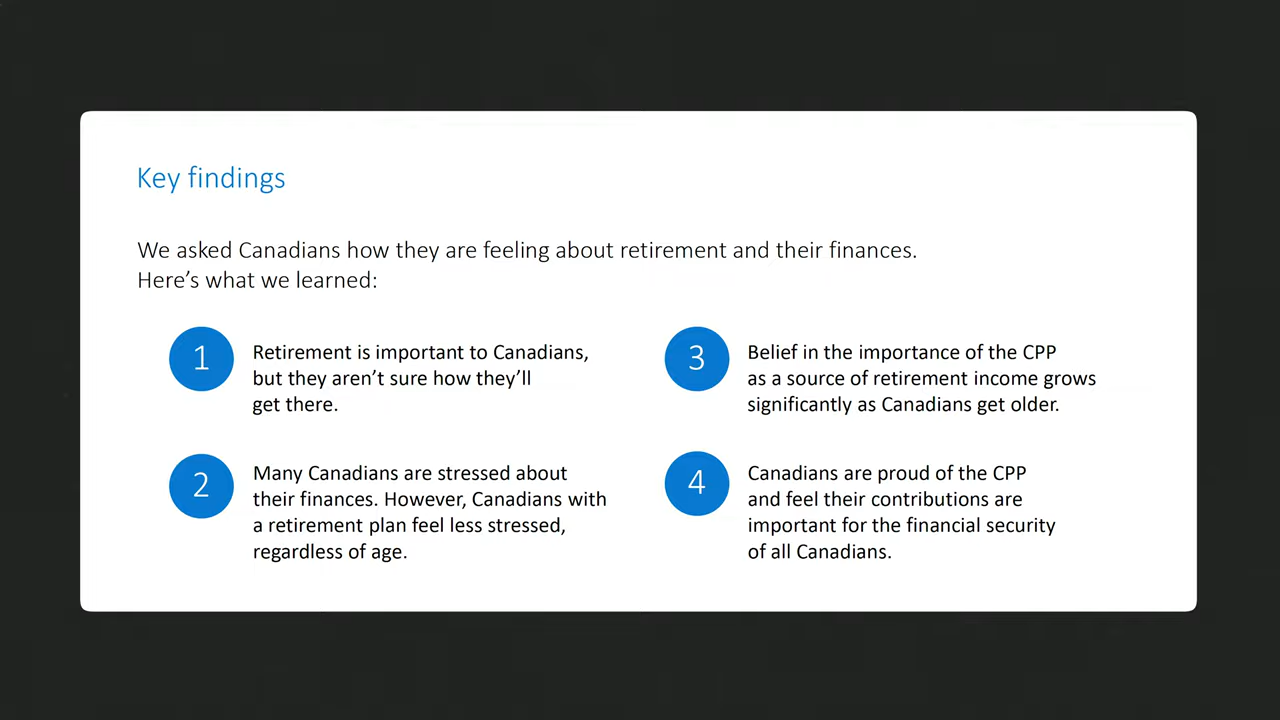 Key findings
We asked Canadians how they are feeling about retirement and their finances.
Here’s what we learned:
1
Retirement is important to Canadians,
but they aren’t sure how they’ll
get there.
2
Many Canadians are stressed about
their finances. However, Canadians with
a retirement plan feel less stressed,
regardless of age.
3
Belief in the importance of the CPP
as a source of retirement income grows
significantly as Canadians get older.
4
Canadians are proud of the CPP
and feel their contributions are
important for the financial security
of all Canadians.